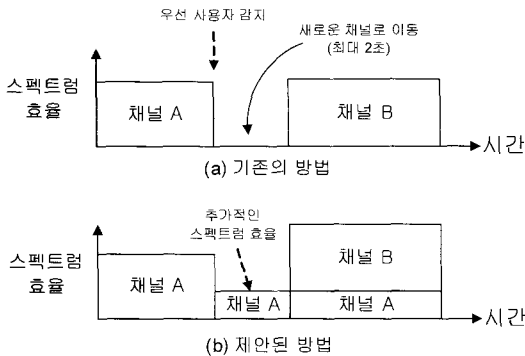 우선 사용자 감지
새로운 채널로 이동
(최대 2초)
스펙트럼
효율
채널 A
채널 B
시간
(a) 기존의 방법
추가적인
스펙트럼 효율
스펙트럼
효율
채널 A
채널 A
채널 B
채널 A
시간
(b) 제안된 방법